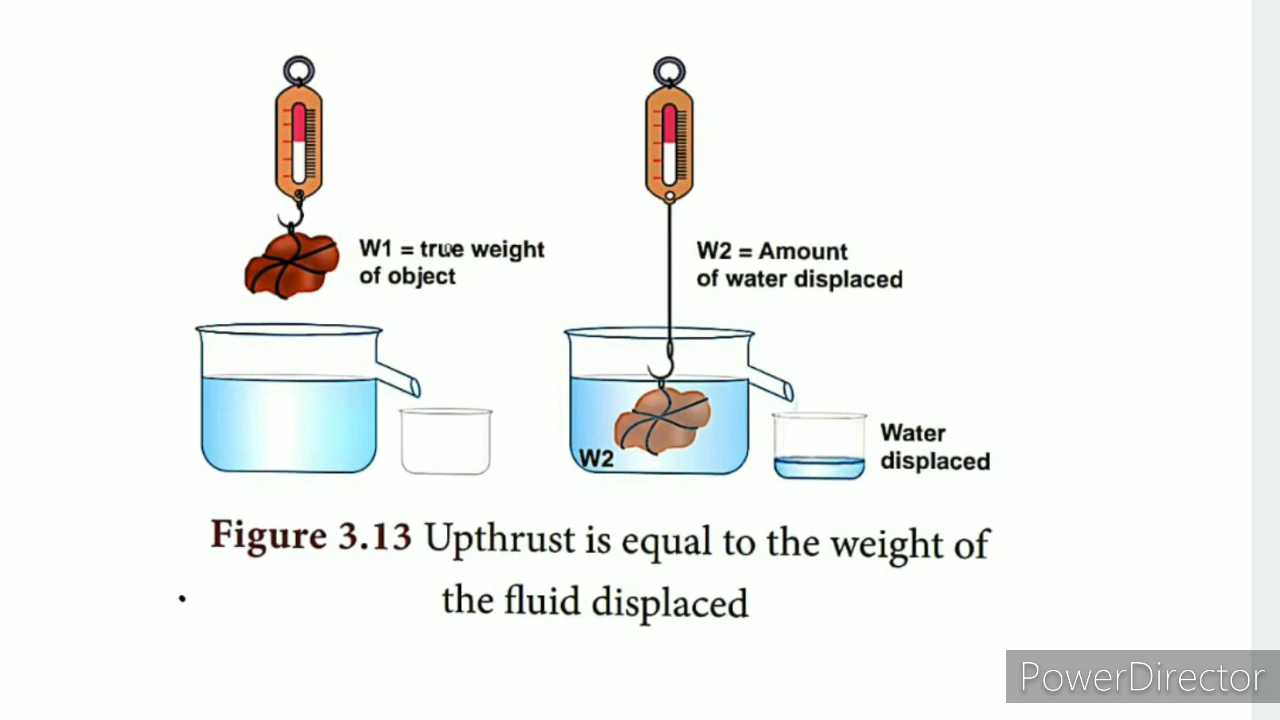 W1 = true weight
of object
W2 = Amount
of water displaced
W2
Water
displaced
Figure 3.13 Upthrust is equal to the weight of
the fluid displaced
PowerDirector